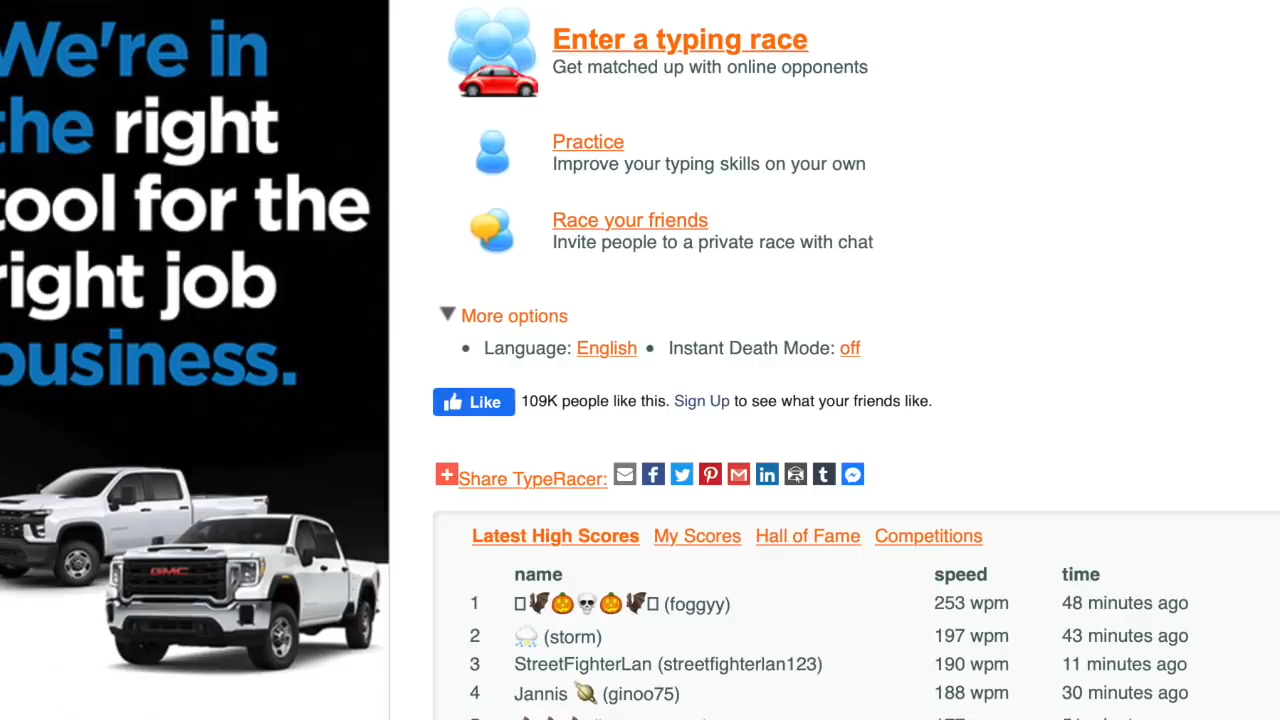 We're in
the right
tool for the
right job
business.
GMC
Enter a typing race
Get matched up with online opponents
Practice
Improve your typing skills on your own
Race your friends
Invite people to a private race with chat
More options
• Language: English • Instant Death Mode: off
Like 109K people like this. Sign Up to see what your friends like.
Share TypeRacer:
Latest High Scores My Scores Hall of Fame Competitions
name speed time
1 (foggyy) 253 wpm 48 minutes ago
2 (storm) 197 wpm 43 minutes ago
3 StreetFighterLan (streetfighterlan123) 190 wpm 11 minutes ago
4 Jannis (ginoo75) 188 wpm 30 minutes ago